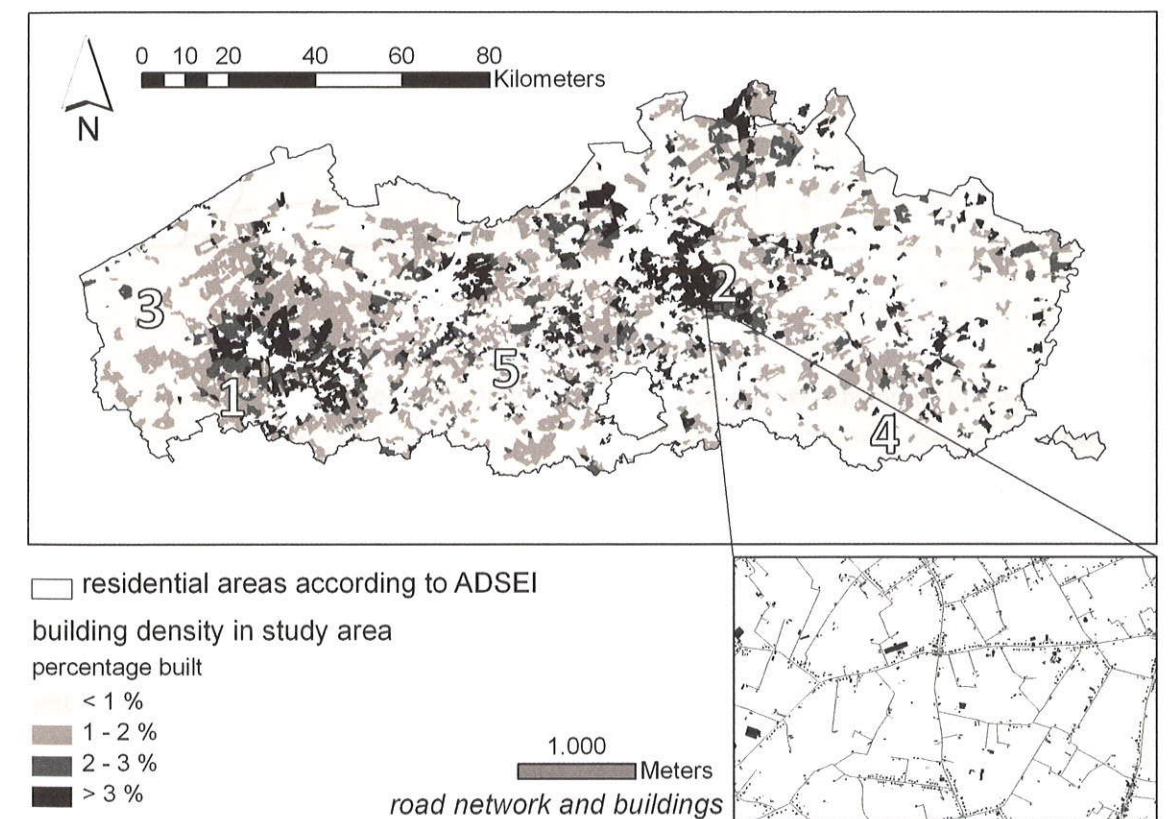 0 10 20 40 60 80
Kilometers
N
3
2
5
1
4
residential areas according to ADSEI
building density in study area
percentage built
< 1 %
1 - 2 %
2 - 3 %
> 3 %
1.000
Meters
road network and buildings